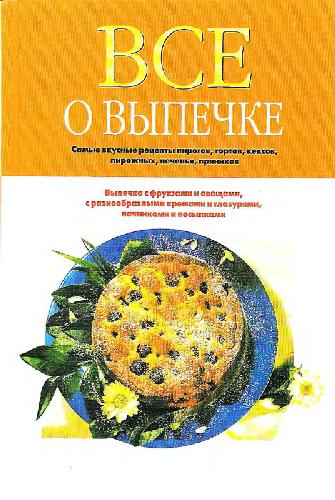 ВСЕ
О ВЫПЕЧКЕ
Самые вкусные рецепты пирогов, тортов, кексов,
пирожных, печенья, пряников
Выпечка с фруктами и овощами,
с разнообразными кремами и глазурями,
начинками и посыпками